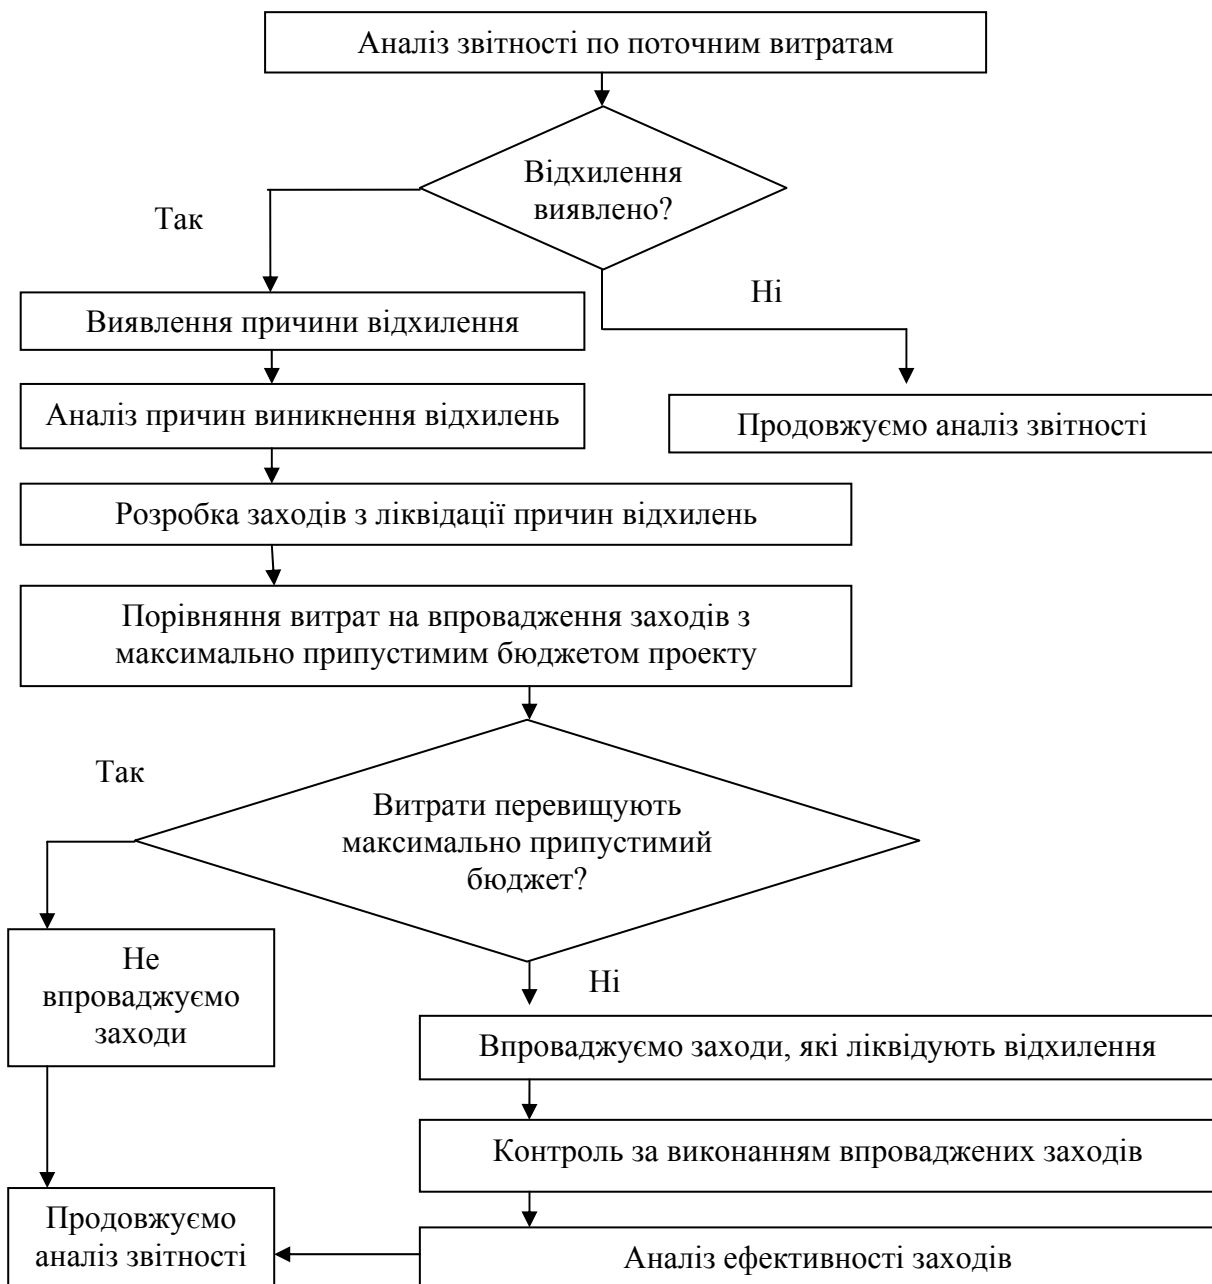 Аналіз звітності по поточним витратам
Відхилення
виявлено?
Так
Ні
Виявлення причини відхилення
Аналіз причин виникнення відхилень
Продовжуємо аналіз звітності
Розробка заходів з ліквідації причин відхилень
Порівняння витрат на впровадження заходів з
максимально припустимим бюджетом проекту
Так
Витрати перевищують
максимально припустимий
бюджет?
Не
впроваджуємо
заходи
Ні
Впроваджуємо заходи, які ліквідують відхилення
Контроль за виконанням впроваджених заходів
Продовжуємо
аналіз звітності
Аналіз ефективності заходів